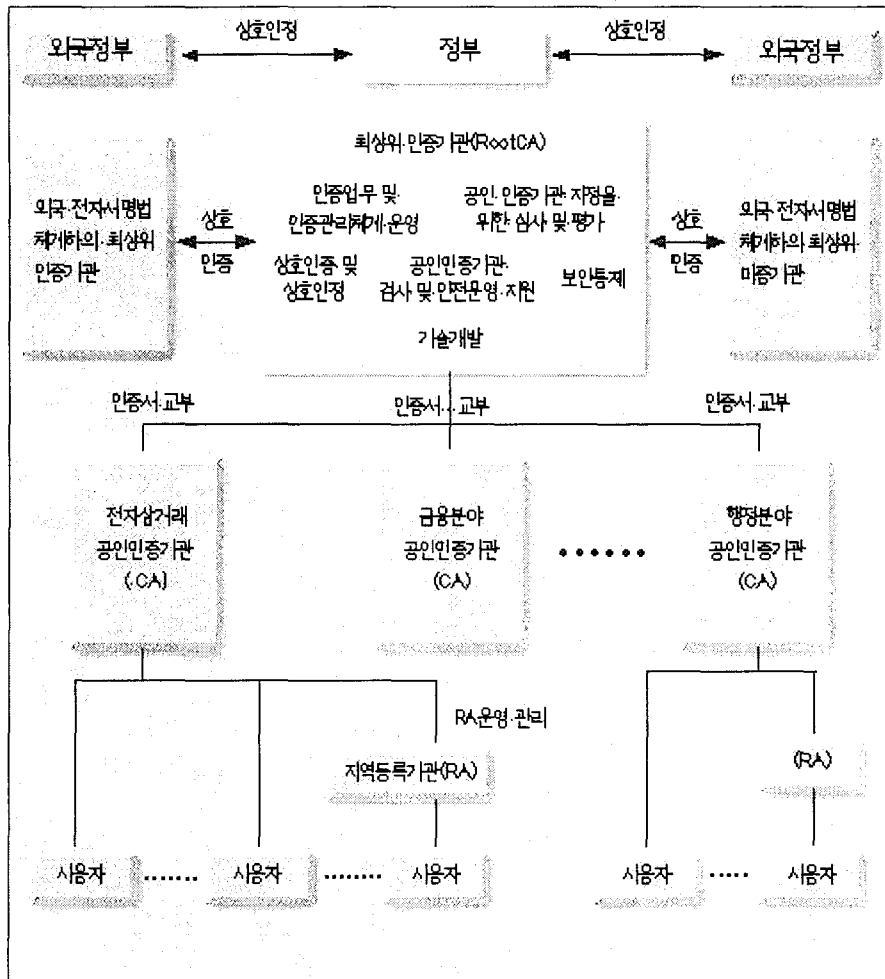 외국정부
상호인정
정부
상호인정
외국정부
최상위 인증기관(RootCA)
인증업무 및
인증관리체계 운영
공인 인증기관 지정을
위한 심사 및 평가
상호인증 및
상호인정
공인인증기관
검사 및 안전운영 지원
보안통제
기술개발
외국 전자서명법
체계하의 최상위
인증기관
상호
인증
상호
인증
외국 전자서명법
체계하의 최상위
인증기관
인증서 교부
인증서 교부
인증서 교부
전자상거래
공인인증기관
(CA)
금융분야
공인인증기관
(CA)
......
행정분야
공인인증기관
(CA)
RA운영 관리
지역등록기관(RA)
(RA)
사용자 ....... 사용자 ........ 사용자
사용자 ..... 사용자